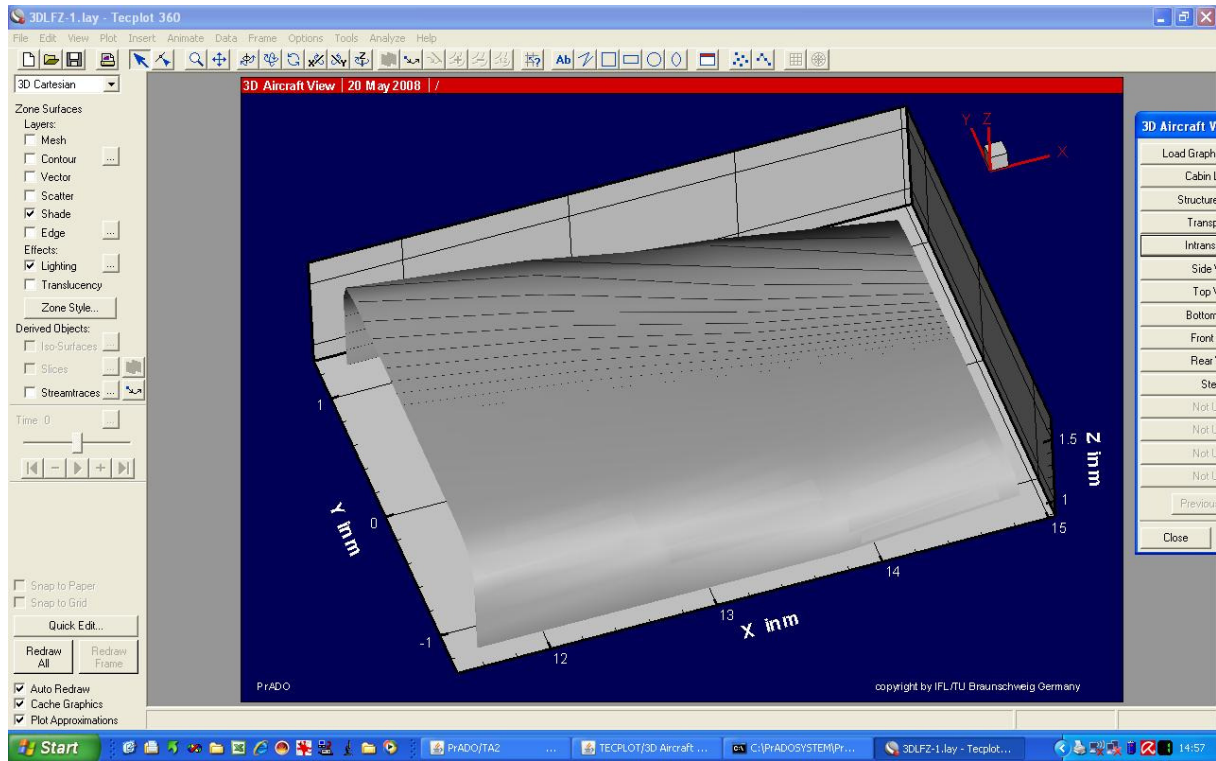 3DLFZ-1.lay - Tecplot 360
File Edit View Plot Insert Animate Data Frame Options Tools Analyze Help
3D Cartesian
Zone Surfaces
Layers:
Mesh
Contour ...
Vector
Scatter
Shade
Edge ...
Effects:
Lighting ...
Translucency
Zone Style...
Derived Objects:
Iso-Surfaces ...
Slices ...
Streamtraces ...
Time 0 ...
Snap to Paper
Snap to Grid
Quick Edit...
Redraw All
Redraw Frame
Auto Redraw
Cache Graphics
Plot Approximations
Ab
3D Aircraft View | 20 May 2008 | /
Y Z
X
1
0
-1
Y in m
12
13
14
15
X in m
1.5
1
Z in m
PrADO
copyright by IFL/TU Braunschweig Germany
3D Aircraft V
Load Graph
Cabin L
Structure
Transp
Intrans
Side V
Top V
Bottom
Front
Rear V
Ste
Not U
Not U
Not U
Not U
Previous
Close
Start
PrADO/TA2 ...
TECPLOT/3D Aircraft ...
C:\PrADOSYSTEM\Pr...
3DLFZ-1.lay - Tecplot...
14:57